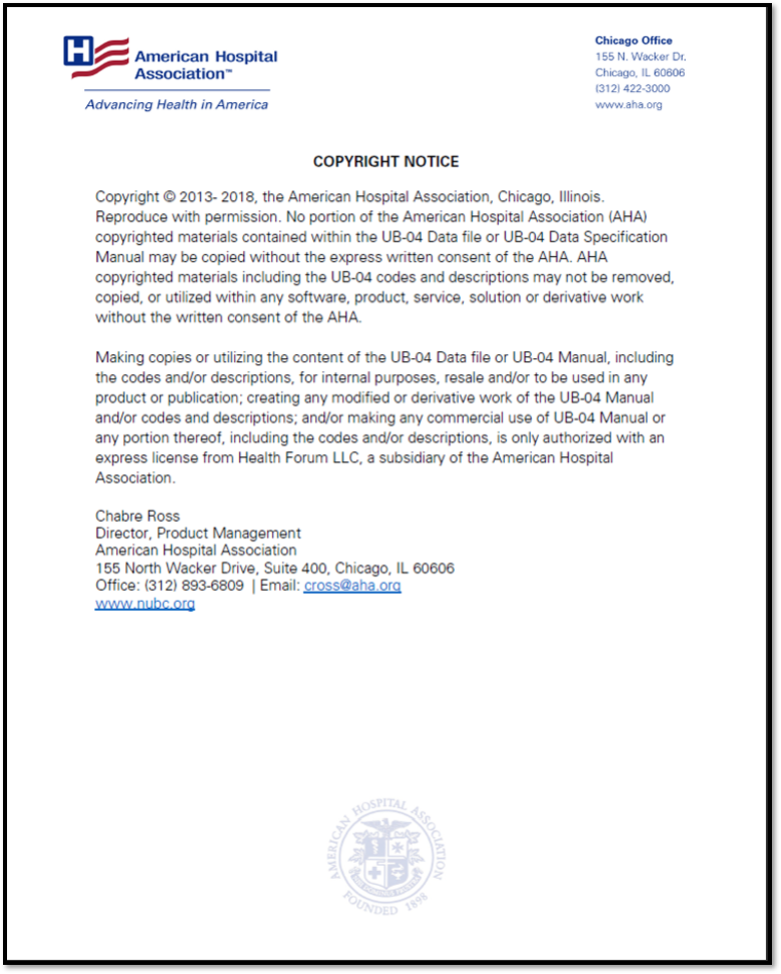 H
American Hospital
Association™
Advancing Health in America
Chicago Office
155 N. Wacker Dr.
Chicago, IL 60606
(312) 422-3000
www.aha.org
COPYRIGHT NOTICE
Copyright © 2013- 2018, the American Hospital Association, Chicago, Illinois.
Reproduce with permission. No portion of the American Hospital Association (AHA)
copyrighted materials contained within the UB-04 Data file or UB-04 Data Specification
Manual may be copied without the express written consent of the AHA. AHA
copyrighted materials including the UB-04 codes and descriptions may not be removed,
copied, or utilized within any software, product, service, solution or derivative work
without the written consent of the AHA.
Making copies or utilizing the content of the UB-04 Data file or UB-04 Manual, including
the codes and/or descriptions, for internal purposes, resale and/or to be used in any
product or publication; creating any modified or derivative work of the UB-04 Manual
and/or codes and descriptions; and/or making any commercial use of UB-04 Manual or
any portion thereof, including the codes and/or descriptions, is only authorized with an
express license from Health Forum LLC, a subsidiary of the American Hospital
Association.
Chabre Ross
Director, Product Management
American Hospital Association
155 North Wacker Drive, Suite 400, Chicago, IL 60606
Office: (312) 893-6809 | Email: cross@aha.org
www.nubc.org
AMERICAN HOSPITAL ASSOCIATION
FOUNDED 1898